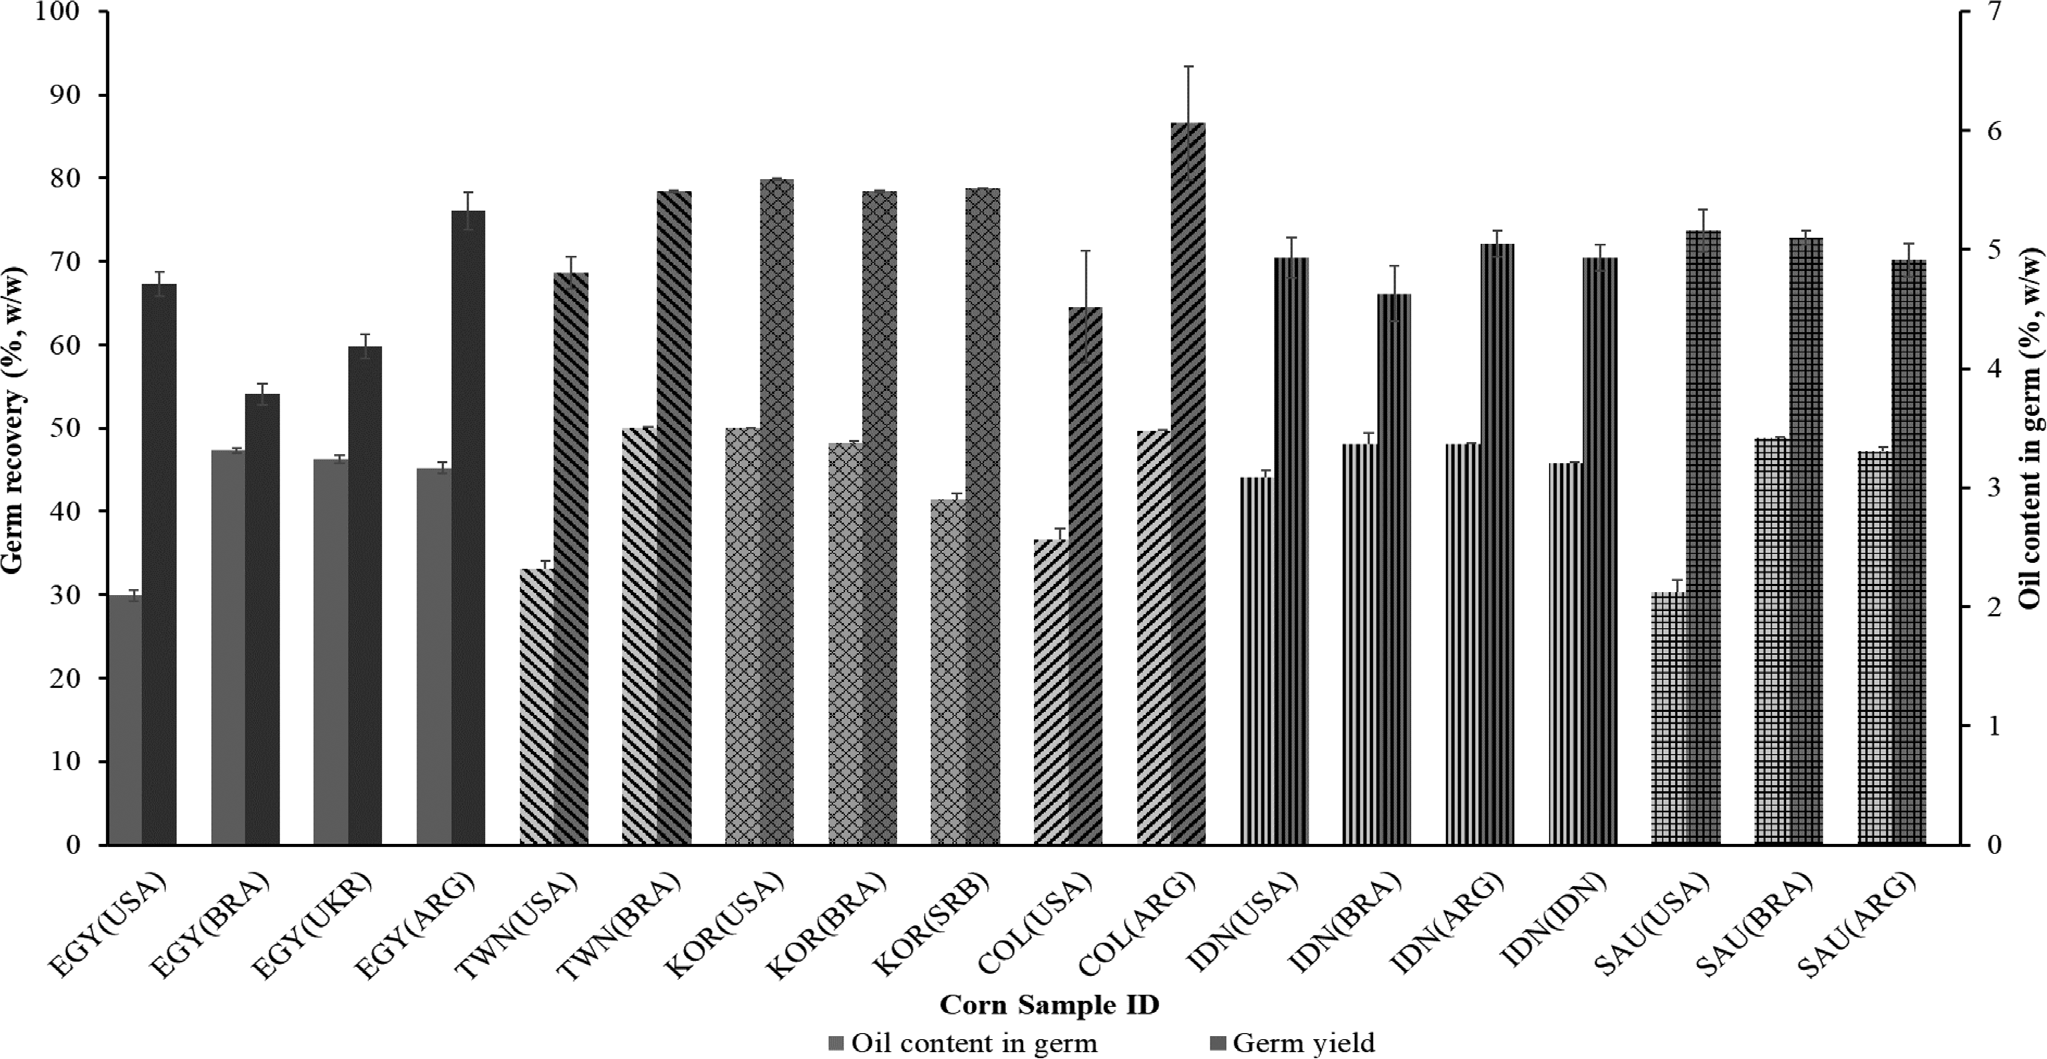 Germ recovery (%, w/w)
100
90
80
70
60
50
40
30
20
10
0
7
6
5
4
3
2
1
0
Oil content in germ (%, w/w)
EGY(USA)
EGY(BRA)
EGY(UKR)
EGY(ARG)
TWN(USA)
TWN(BRA)
KOR(USA)
KOR(BRA)
KOR(SRB)
COL(USA)
COL(ARG)
IDN(USA)
IDN(BRA)
IDN(ARG)
IDN(IDN)
SAU(USA)
SAU(BRA)
SAU(ARG)
Corn Sample ID
Oil content in germ
Germ yield